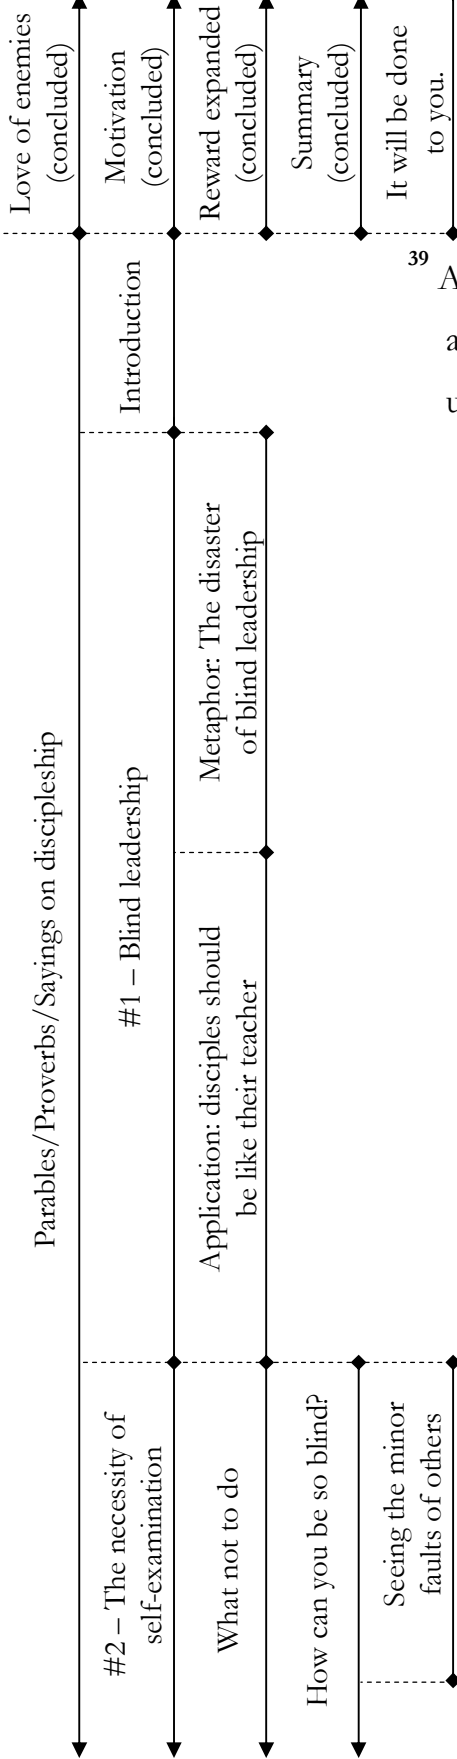 Love of enemies
(concluded)
Motivation
(concluded)
Reward expanded
(concluded)
Summary
(concluded)
It will be done
to you.
Parables/Proverbs/Sayings on discipleship
Introduction
39 A
a
u
#1 – Blind leadership
Metaphor: The disaster
of blind leadership
Application: disciples should
be like their teacher
#2 – The necessity of
self-examination
What not to do
How can you be so blind?
Seeing the minor
faults of others